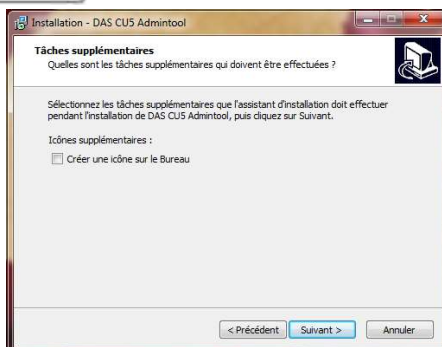 Installation - DAS CU5 Admintool
Tâches supplémentaires
Quelles sont les tâches supplémentaires qui doivent être effectuées ?
Sélectionnez les tâches supplémentaires que l'assistant d'installation doit effectuer
pendant l'installation de DAS CU5 Admintool, puis cliquez sur Suivant.
Icônes supplémentaires :
Créer une icône sur le Bureau
< Précédent Suivant > Annuler